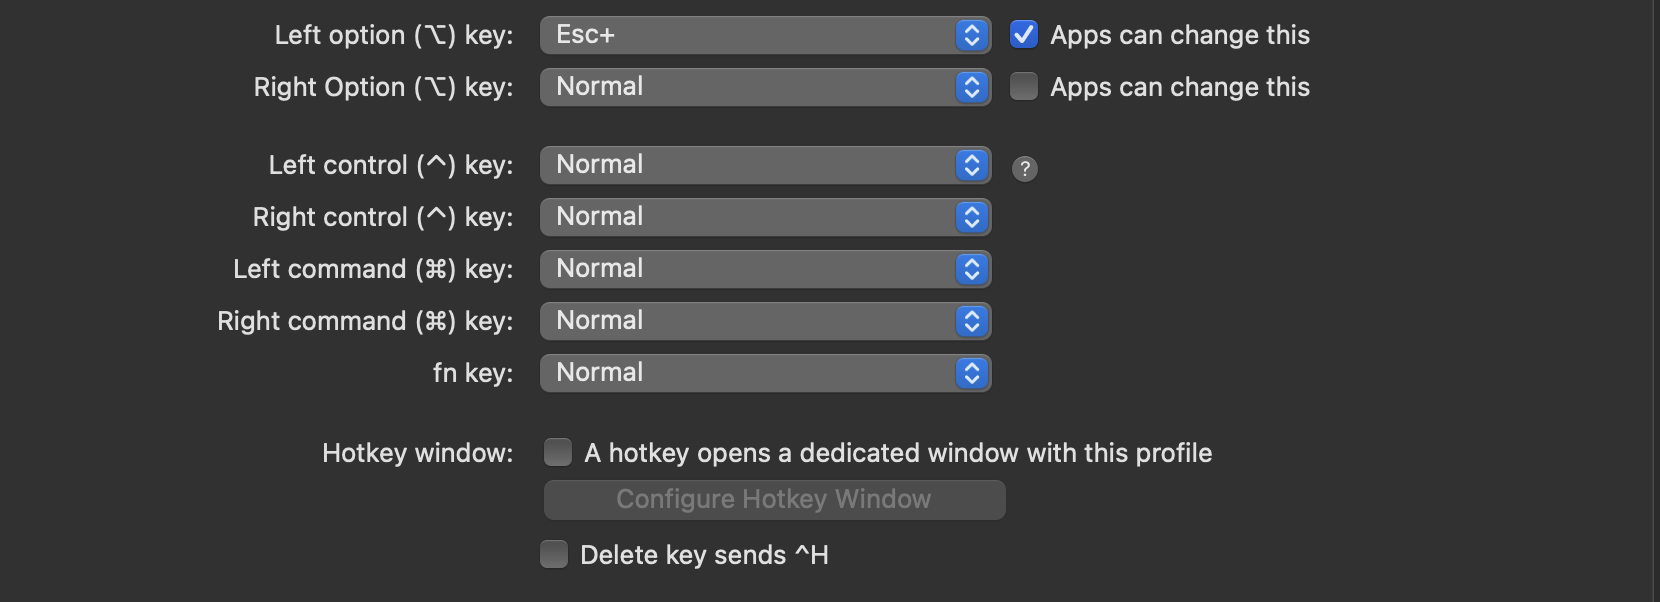 Left option (⌥) key: Esc+ Apps can change this
Right Option (⌥) key: Normal Apps can change this
Left control (^) key: Normal ?
Right control (^) key: Normal
Left command (⌘) key: Normal
Right command (⌘) key: Normal
fn key: Normal
Hotkey window: A hotkey opens a dedicated window with this profile
Configure Hotkey Window
Delete key sends ^H